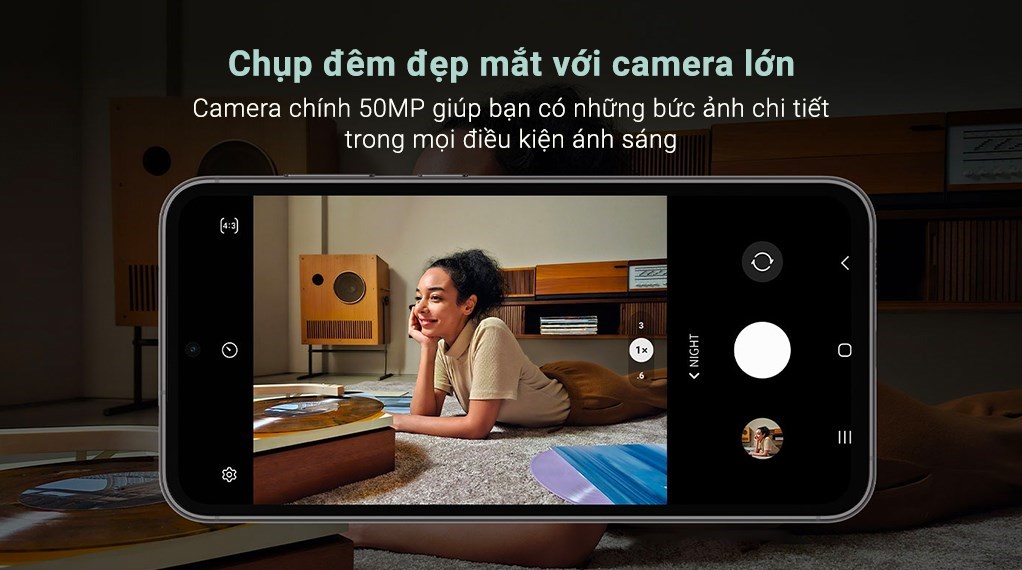 Chụp đêm đẹp mắt với camera lớn
Camera chính 50MP giúp bạn có những bức ảnh chi tiết
trong mọi điều kiện ánh sáng
4:3
3
1×
.6
NIGHT